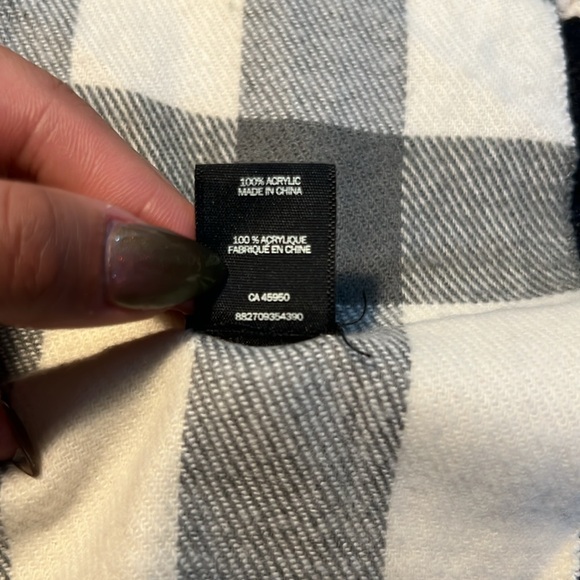 100% ACRYLIC
MADE IN CHINA
100 % ACRYLIQUE
FABRIQUÉ EN CHINE
CA 45950
882709354390